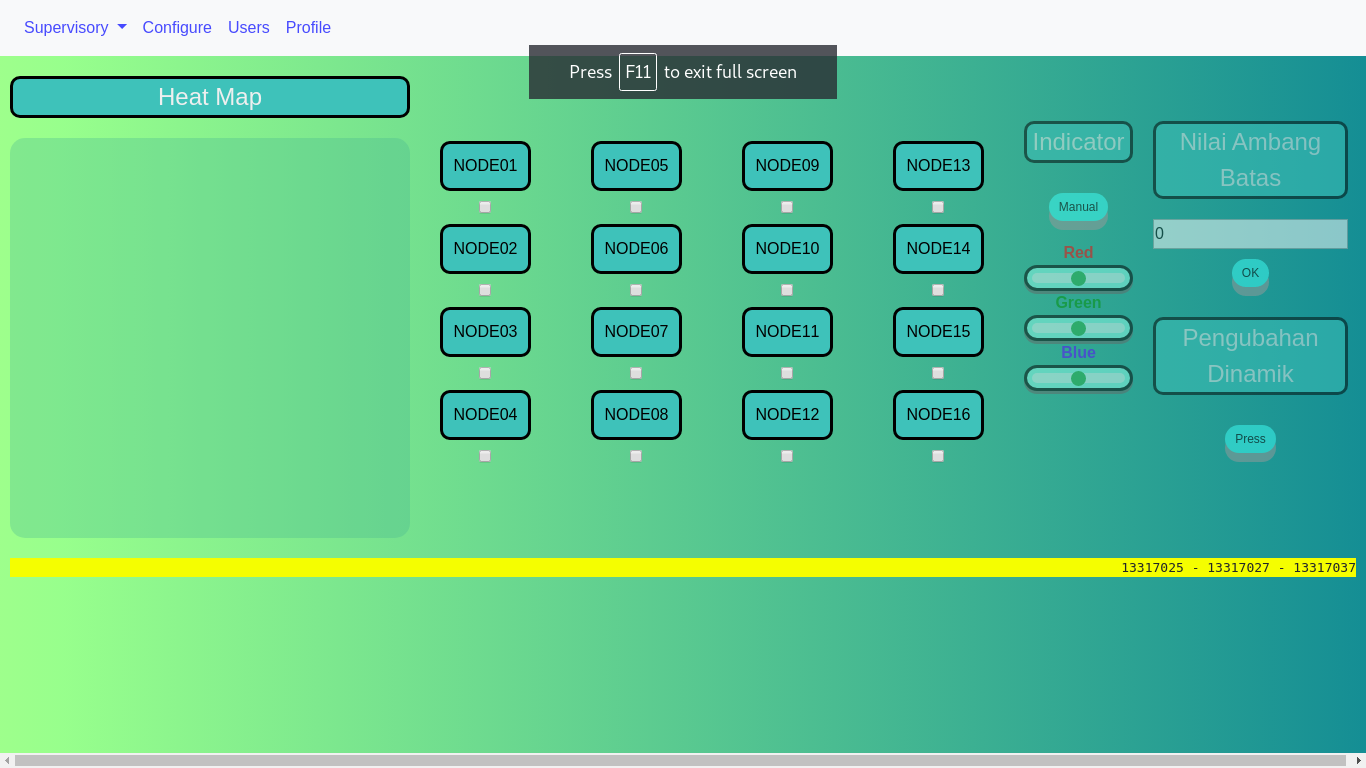 Supervisory Configure Users Profile
Press F11 to exit full screen
Heat Map
NODE01 NODE05 NODE09 NODE13
NODE02 NODE06 NODE10 NODE14
NODE03 NODE07 NODE11 NODE15
NODE04 NODE08 NODE12 NODE16
Indicator
Manual
Red
Green
Blue
Nilai Ambang
Batas
0
OK
Pengubahan
Dinamik
Press
13317025 - 13317027 - 13317037